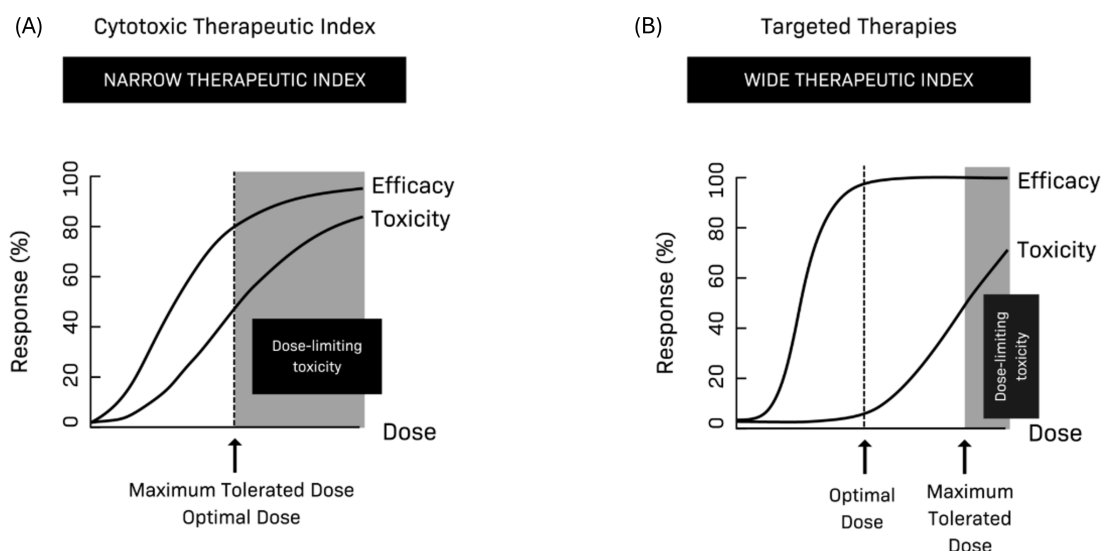 (A)
Cytotoxic Therapeutic Index
NARROW THERAPEUTIC INDEX
Response (%)
100
80
60
40
20
0
Efficacy
Toxicity
Dose-limiting
toxicity
Dose
Maximum Tolerated Dose
Optimal Dose
(B)
Targeted Therapies
WIDE THERAPEUTIC INDEX
Response (%)
100
80
60
40
20
0
Efficacy
Toxicity
Dose-limiting
toxicity
Dose
Optimal
Dose
Maximum
Tolerated
Dose